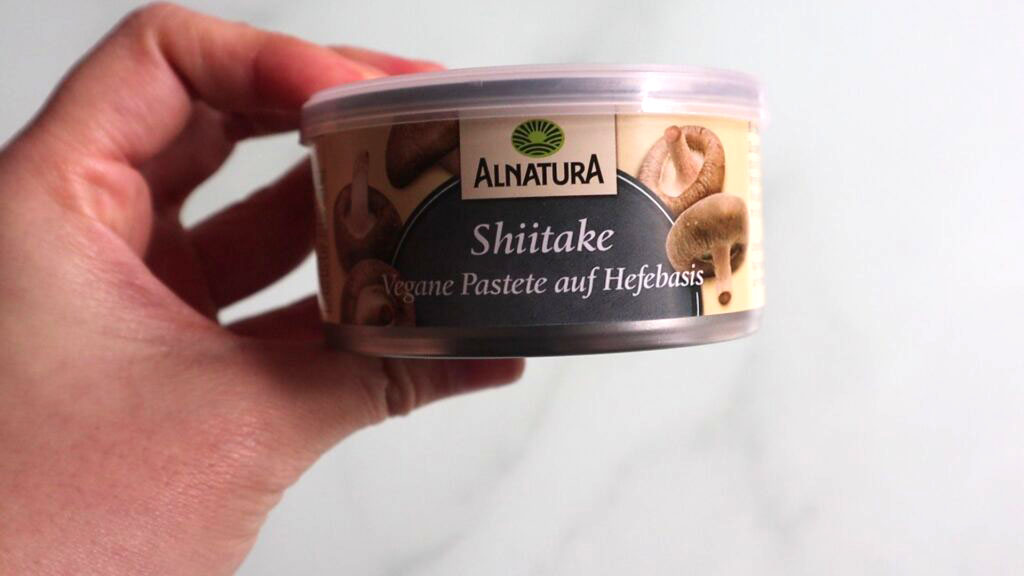 ALNATURA
Shiitake
Vegane Pastete auf Hefebasis